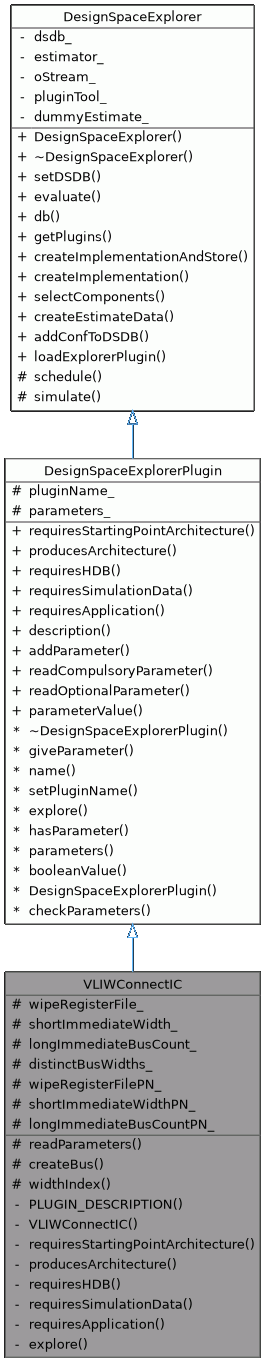 DesignSpaceExplorer
- dsdb_
- estimator_
- oStream_
- pluginTool_
- dummyEstimate_
+ DesignSpaceExplorer()
+ ~DesignSpaceExplorer()
+ setDSDB()
+ evaluate()
+ db()
+ getPlugins()
+ createImplementationAndStore()
+ createImplementation()
+ selectComponents()
+ createEstimateData()
+ addConfToDSDB()
+ loadExplorerPlugin()
# schedule()
# simulate()
DesignSpaceExplorerPlugin
# pluginName_
# parameters_
+ requiresStartingPointArchitecture()
+ producesArchitecture()
+ requiresHDB()
+ requiresSimulationData()
+ requiresApplication()
+ description()
+ addParameter()
+ readCompulsoryParameter()
+ readOptionalParameter()
+ parameterValue()
* ~DesignSpaceExplorerPlugin()
* giveParameter()
* name()
* setPluginName()
* explore()
* hasParameter()
* parameters()
* booleanValue()
* DesignSpaceExplorerPlugin()
* checkParameters()
VLIWConnectIC
# wipeRegisterFile_
# shortImmediateWidth_
# longImmediateBusCount_
# distinctBusWidths_
# wipeRegisterFilePN_
# shortImmediateWidthPN_
# longImmediateBusCountPN_
# readParameters()
# createBus()
# widthIndex()
- PLUGIN_DESCRIPTION()
- VLIWConnectIC()
- requiresStartingPointArchitecture()
- producesArchitecture()
- requiresHDB()
- requiresSimulationData()
- requiresApplication()
- explore()